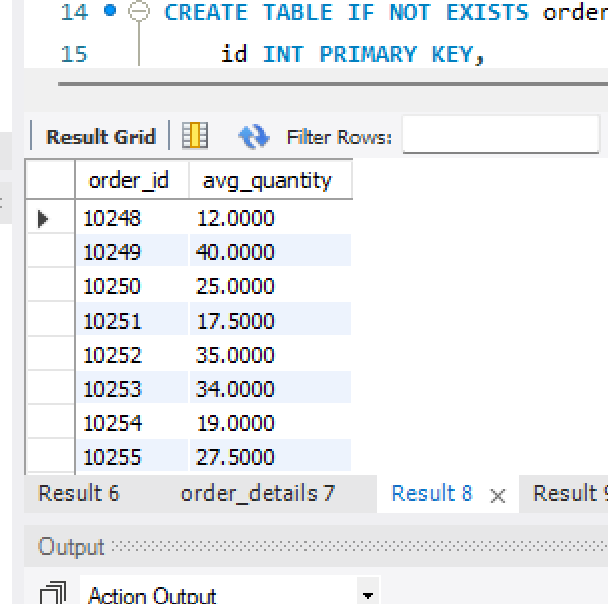 14 CREATE TABLE IF NOT EXISTS order
15 id INT PRIMARY KEY,
Result Grid Filter Rows:
order_id avg_quantity
10248 12.0000
10249 40.0000
10250 25.0000
10251 17.5000
10252 35.0000
10253 34.0000
10254 19.0000
10255 27.5000
Result 6 order_details 7 Result 8 × Result 9
Output
Action Output